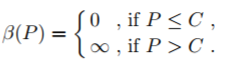 β(P) = { 0 , if P ≤ C ,
∞ , if P > C .